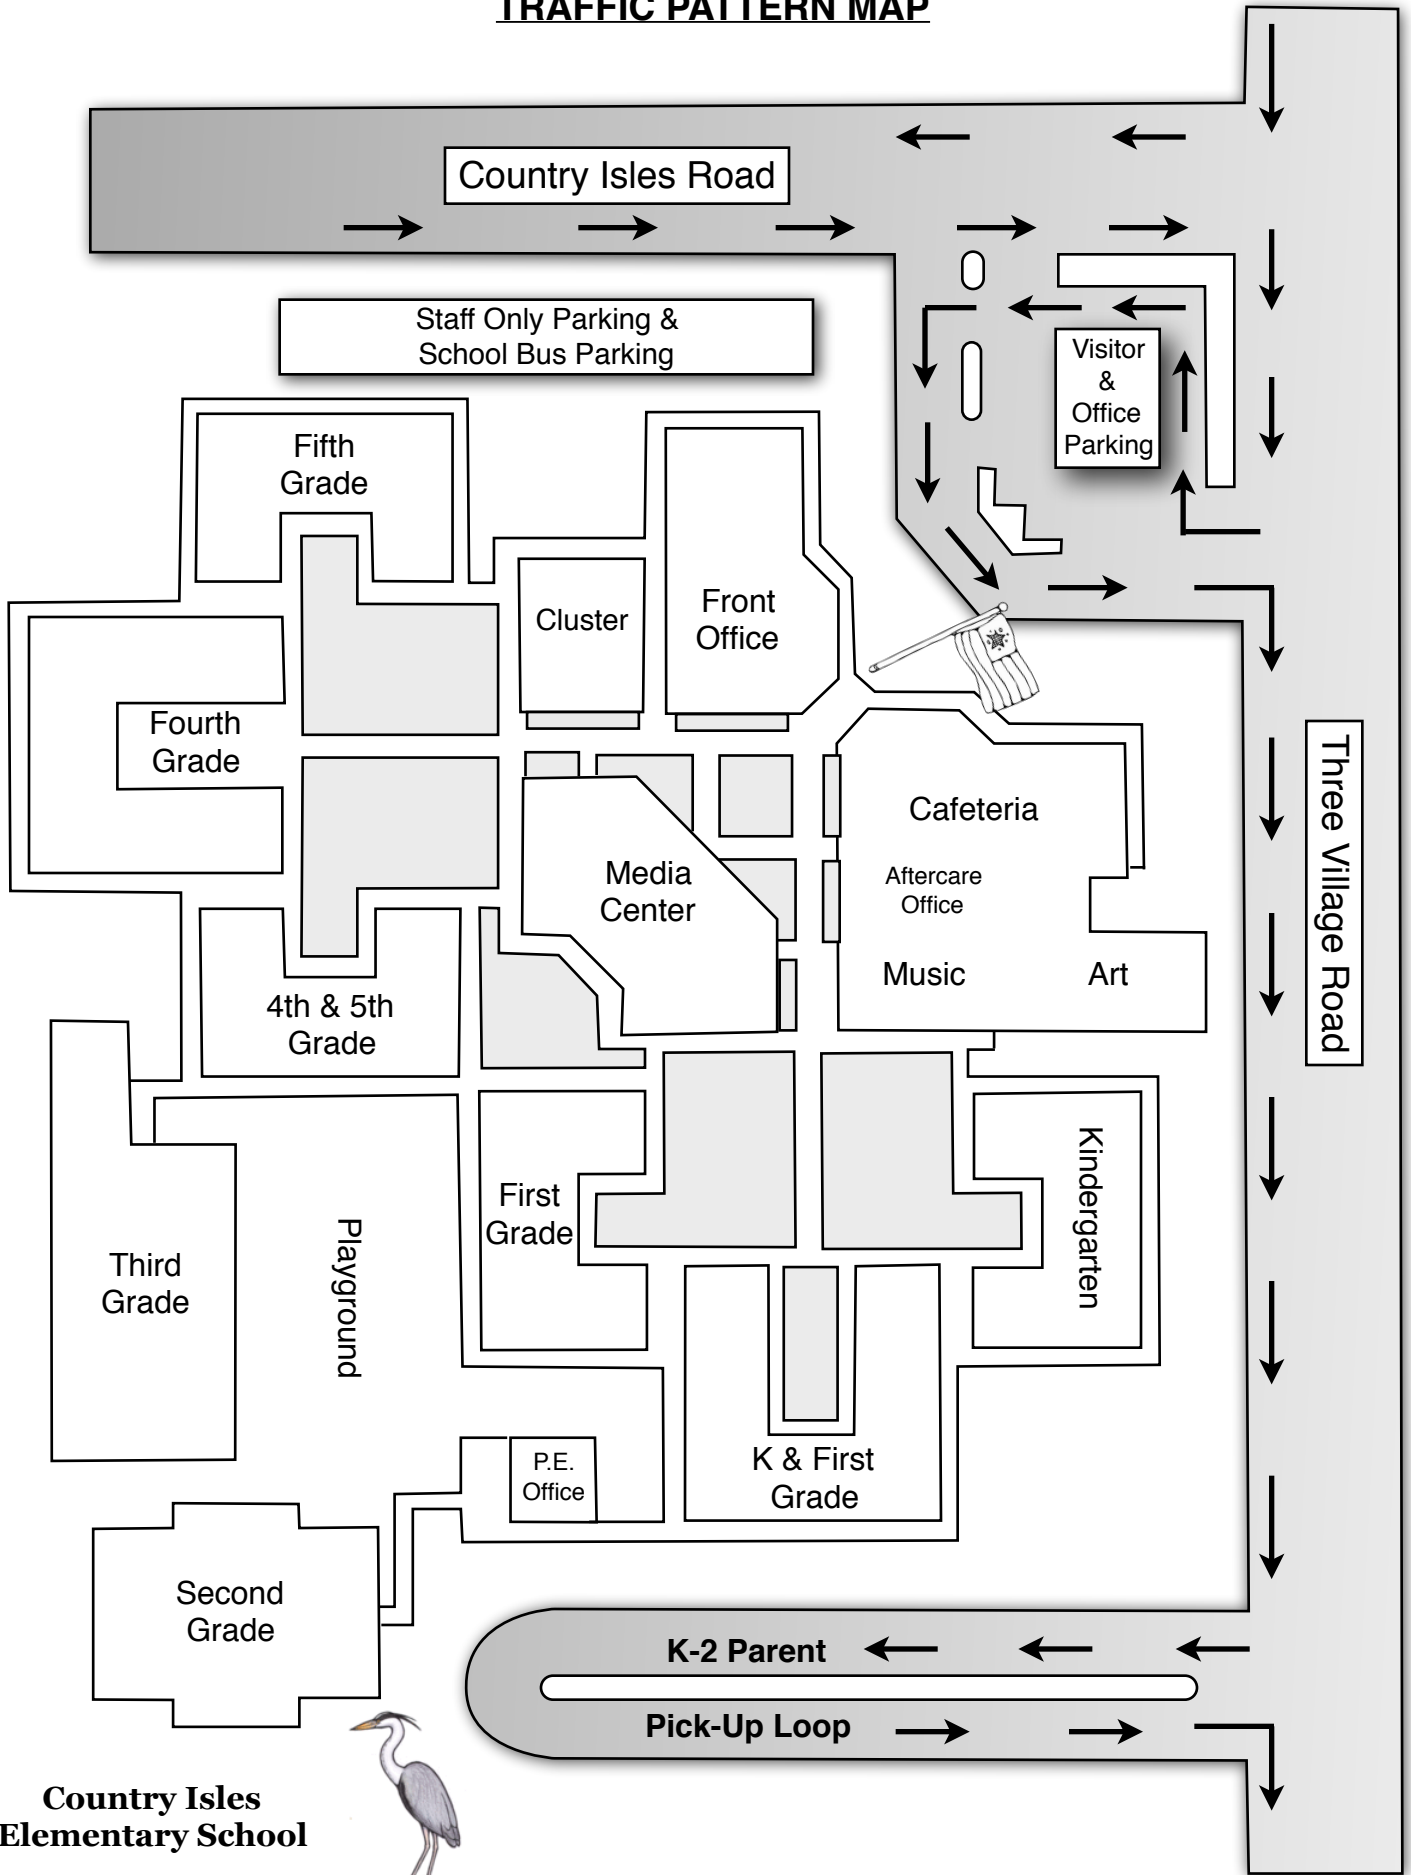 TRAFFIC PATTERN MAP
Country Isles Road
Staff Only Parking &
School Bus Parking
Visitor
&
Office
Parking
Fifth
Grade
Cluster
Front
Office
Fourth
Grade
Three Village Road
Cafeteria
Media
Center
Aftercare
Office
Music
Art
4th & 5th
Grade
Kindergarten
First
Grade
Playground
Third
Grade
P.E.
Office
K & First
Grade
Second
Grade
K-2 Parent
Pick-Up Loop
Country Isles
Elementary School